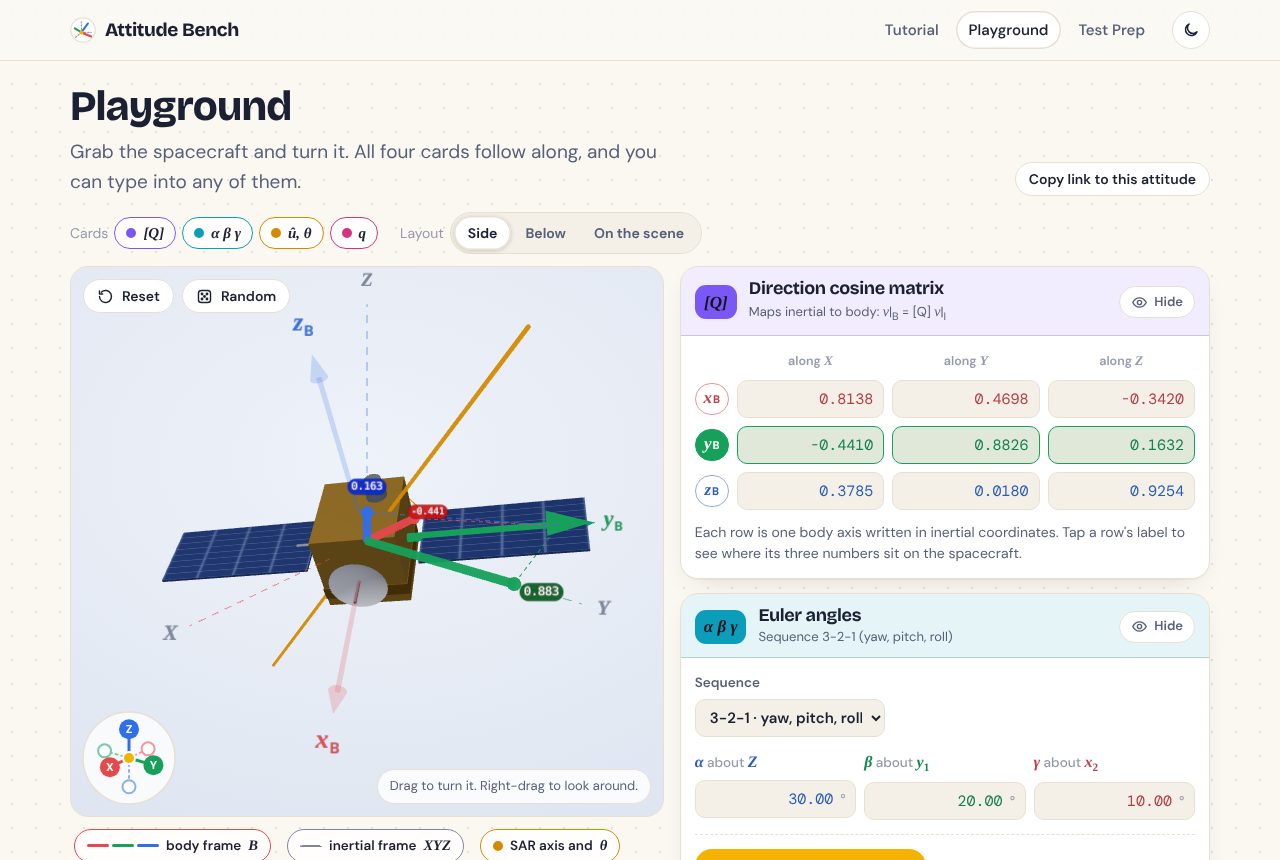 Attitude Bench
Tutorial
Playground
Test Prep
Playground
Grab the spacecraft and turn it. All four cards follow along, and you
can type into any of them.
Copy link to this attitude
Cards
[Q]
α β γ
û, θ
q
Layout
Side
Below
On the scene
Reset
Random
Z
zB
0.163
-0.441
yB
0.883
Y
X
xB
Z
X
Y
Drag to turn it. Right-drag to look around.
body frame B
inertial frame XYZ
SAR axis and θ
[Q]
Direction cosine matrix
Maps inertial to body: v|B = [Q] v|I
Hide
along X
along Y
along Z
xB
0.8138
0.4698
-0.3420
yB
-0.4410
0.8826
0.1632
zB
0.3785
0.0180
0.9254
Each row is one body axis written in inertial coordinates. Tap a row's label to
see where its three numbers sit on the spacecraft.
α β γ
Euler angles
Sequence 3-2-1 (yaw, pitch, roll)
Hide
Sequence
3-2-1 · yaw, pitch, roll
α about Z
β about y1
γ about x2
30.00 °
20.00 °
10.00 °